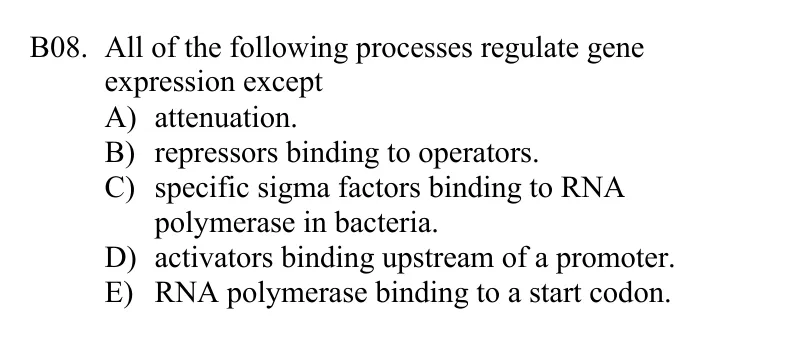 B08. All of the following processes regulate gene
expression except
A) attenuation.
B) repressors binding to operators.
C) specific sigma factors binding to RNA
polymerase in bacteria.
D) activators binding upstream of a promoter.
E) RNA polymerase binding to a start codon.